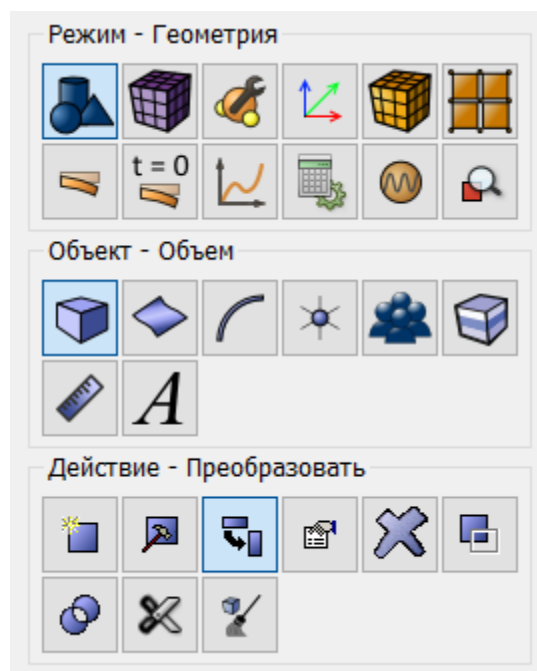 Режим - Геометрия
t = 0
Объект - Объем
A
Действие - Преобразовать